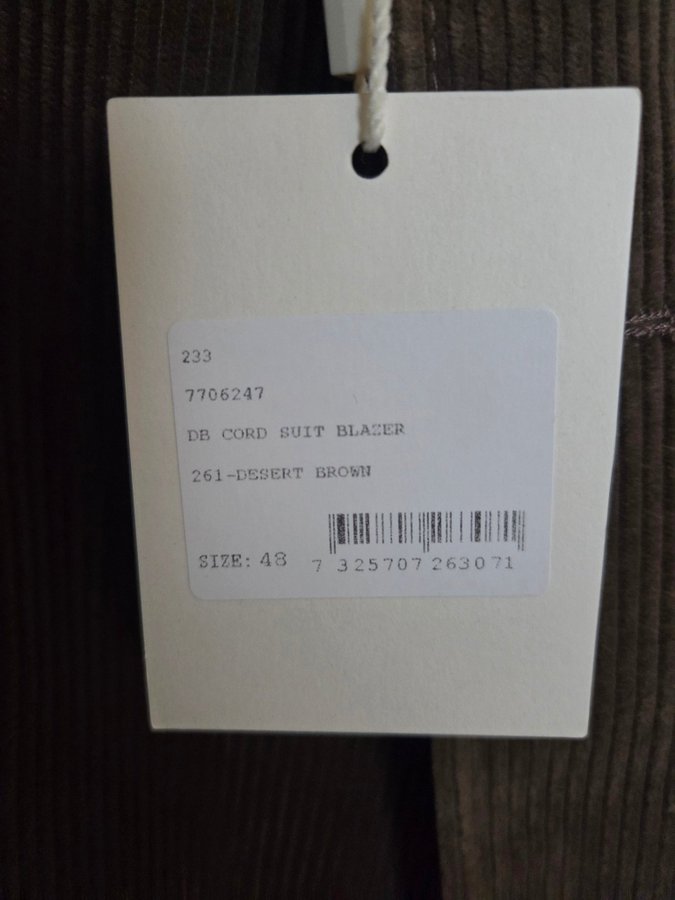 233
7706247
DB CORD SUIT BLAZER
261-DESERT BROWN
SIZE: 48
7 325707 263071